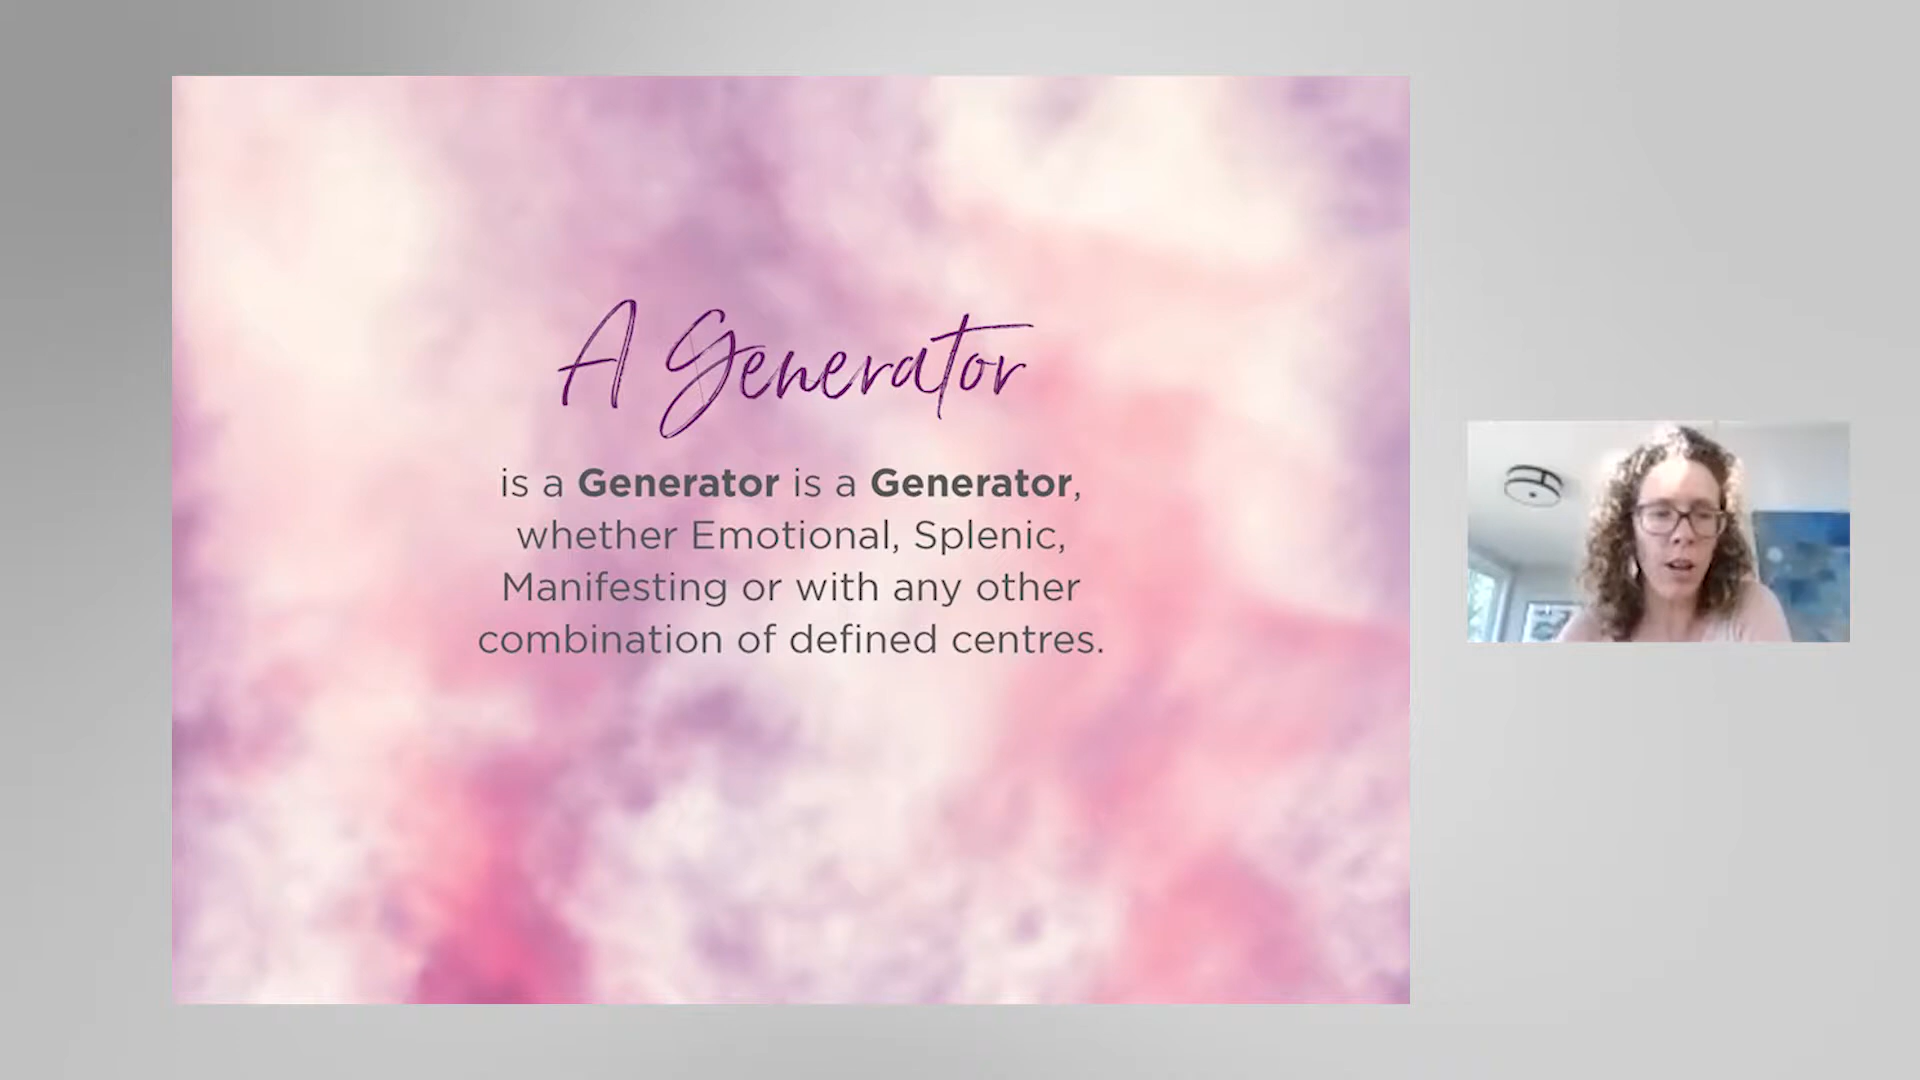 A Generator
is a Generator is a Generator,
whether Emotional, Splenic,
Manifesting or with any other
combination of defined centres.